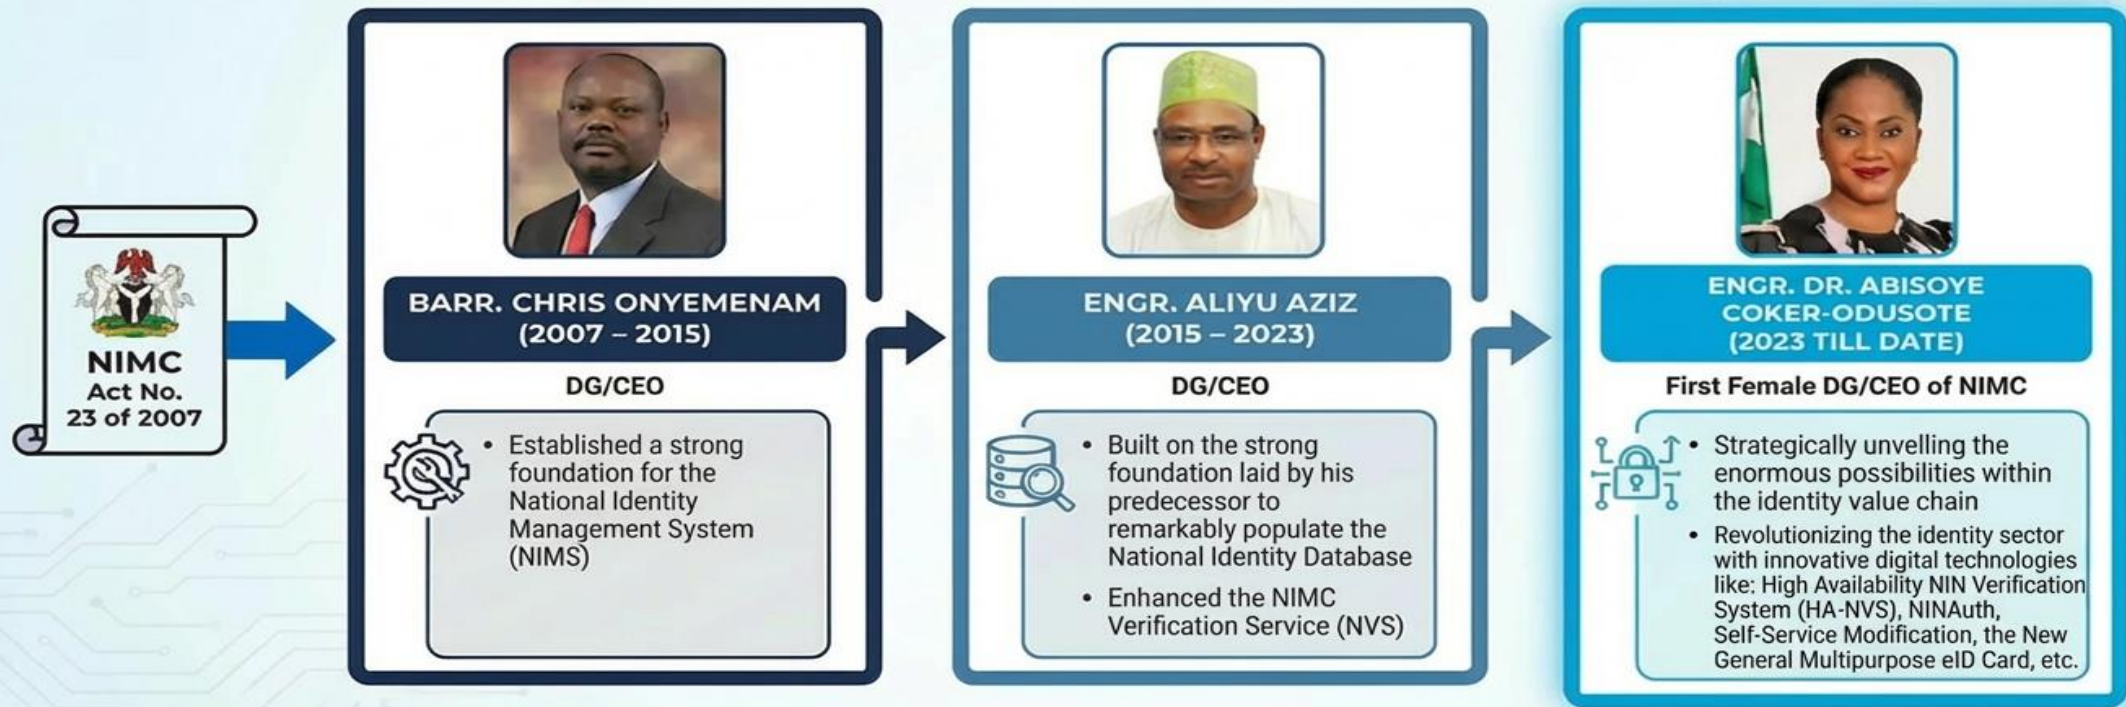 NIMC
Act No.
23 of 2007
BARR. CHRIS ONYEMENAM
(2007 – 2015)
DG/CEO
• Established a strong
foundation for the
National Identity
Management System
(NIMS)
ENGR. ALIYU AZIZ
(2015 – 2023)
DG/CEO
• Built on the strong
foundation laid by his
predecessor to
remarkably populate the
National Identity Database
• Enhanced the NIMC
Verification Service (NVS)
ENGR. DR. ABISOYE
COKER-ODUSOTE
(2023 TILL DATE)
First Female DG/CEO of NIMC
• Strategically unvelling the
enormous possibilities within
the identity value chain
• Revolutionizing the identity sector
with innovative digital technologies
like: High Availability NIN Verification
System (HA-NVS), NINAuth,
Self-Service Modification, the New
General Multipurpose eID Card, etc.